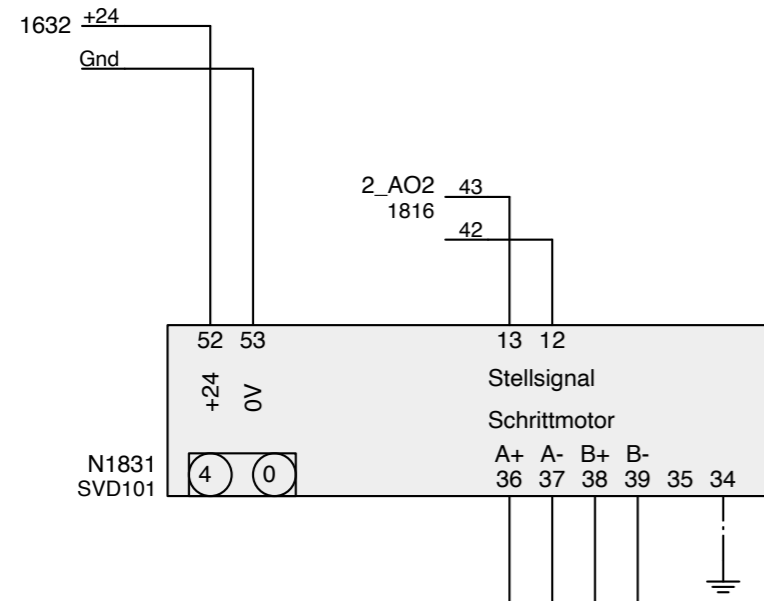 1632 +24
Gnd
2_AO2 43
1816
42
52 53 13 12
+24 0V
Stellsignal
Schrittmotor
A+ A- B+ B-
36 37 38 39 35 34
N1831 4 0
SVD101